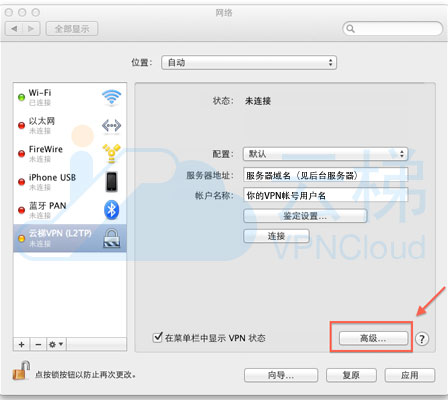 网络
全部显示
位置： 自动
Wi-Fi
已连接
以太网
未连接
FireWire
未连接
iPhone USB
未连接
蓝牙 PAN
未连接
云梯VPN (L2TP)
未连接
状态： 未连接
配置： 默认
服务器地址： 服务器域名（见后台服务器）
帐户名称： 你的VPN帐号用户名
鉴定设置...
连接
云梯
VPNCloud
在菜单栏中显示 VPN 状态
高级...
?
点按锁按钮以防止再次更改。
向导...
复原
应用